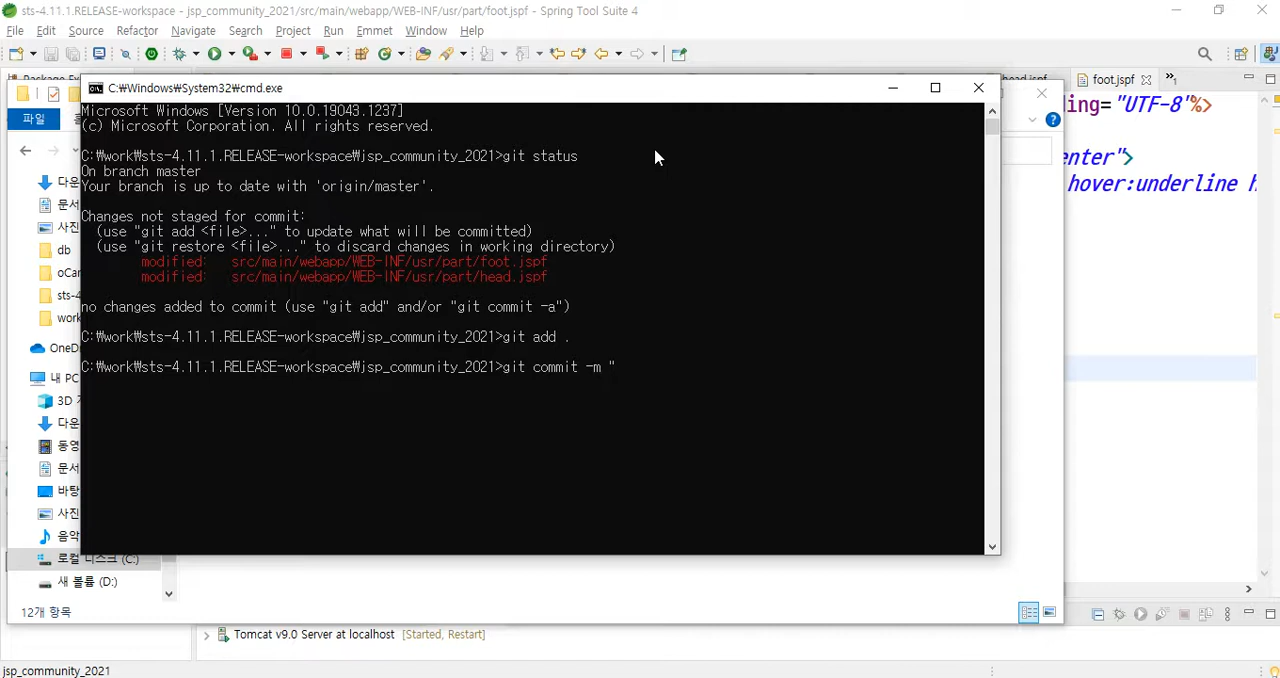 sts-4.11.1.RELEASE-workspace - jsp_community_2021/src/main/webapp/WEB-INF/usr/part/foot.jspf - Spring Tool Suite 4
File Edit Source Refactor Navigate Search Project Run Emmet Window Help
foot.jspf
»1
C:₩Windows₩System32₩cmd.exe
파일
Microsoft Windows [Version 10.0.19043.1237]
(c) Microsoft Corporation. All rights reserved.
C:₩work₩sts-4.11.1.RELEASE-workspace₩jsp_community_2021>git status
On branch master
Your branch is up to date with 'origin/master'.
Changes not staged for commit:
(use "git add <file>..." to update what will be committed)
(use "git restore <file>..." to discard changes in working directory)
modified: src/main/webapp/WEB-INF/usr/part/foot.jspf
modified: src/main/webapp/WEB-INF/usr/part/head.jspf
no changes added to commit (use "git add" and/or "git commit -a")
C:₩work₩sts-4.11.1.RELEASE-workspace₩jsp_community_2021>git add .
C:₩work₩sts-4.11.1.RELEASE-workspace₩jsp_community_2021>git commit -m "
ing="UTF-8"%>
enter">
hover:underline h
다운
문서
사진
db
oCan
sts-4
work
OneD
내 PC
3D
다운
동영
문서
바탕
사진
음악
로컬 디스크 (C:)
새 볼륨 (D:)
12개 항목
Tomcat v9.0 Server at localhost [Started, Restart]
jsp_community_2021